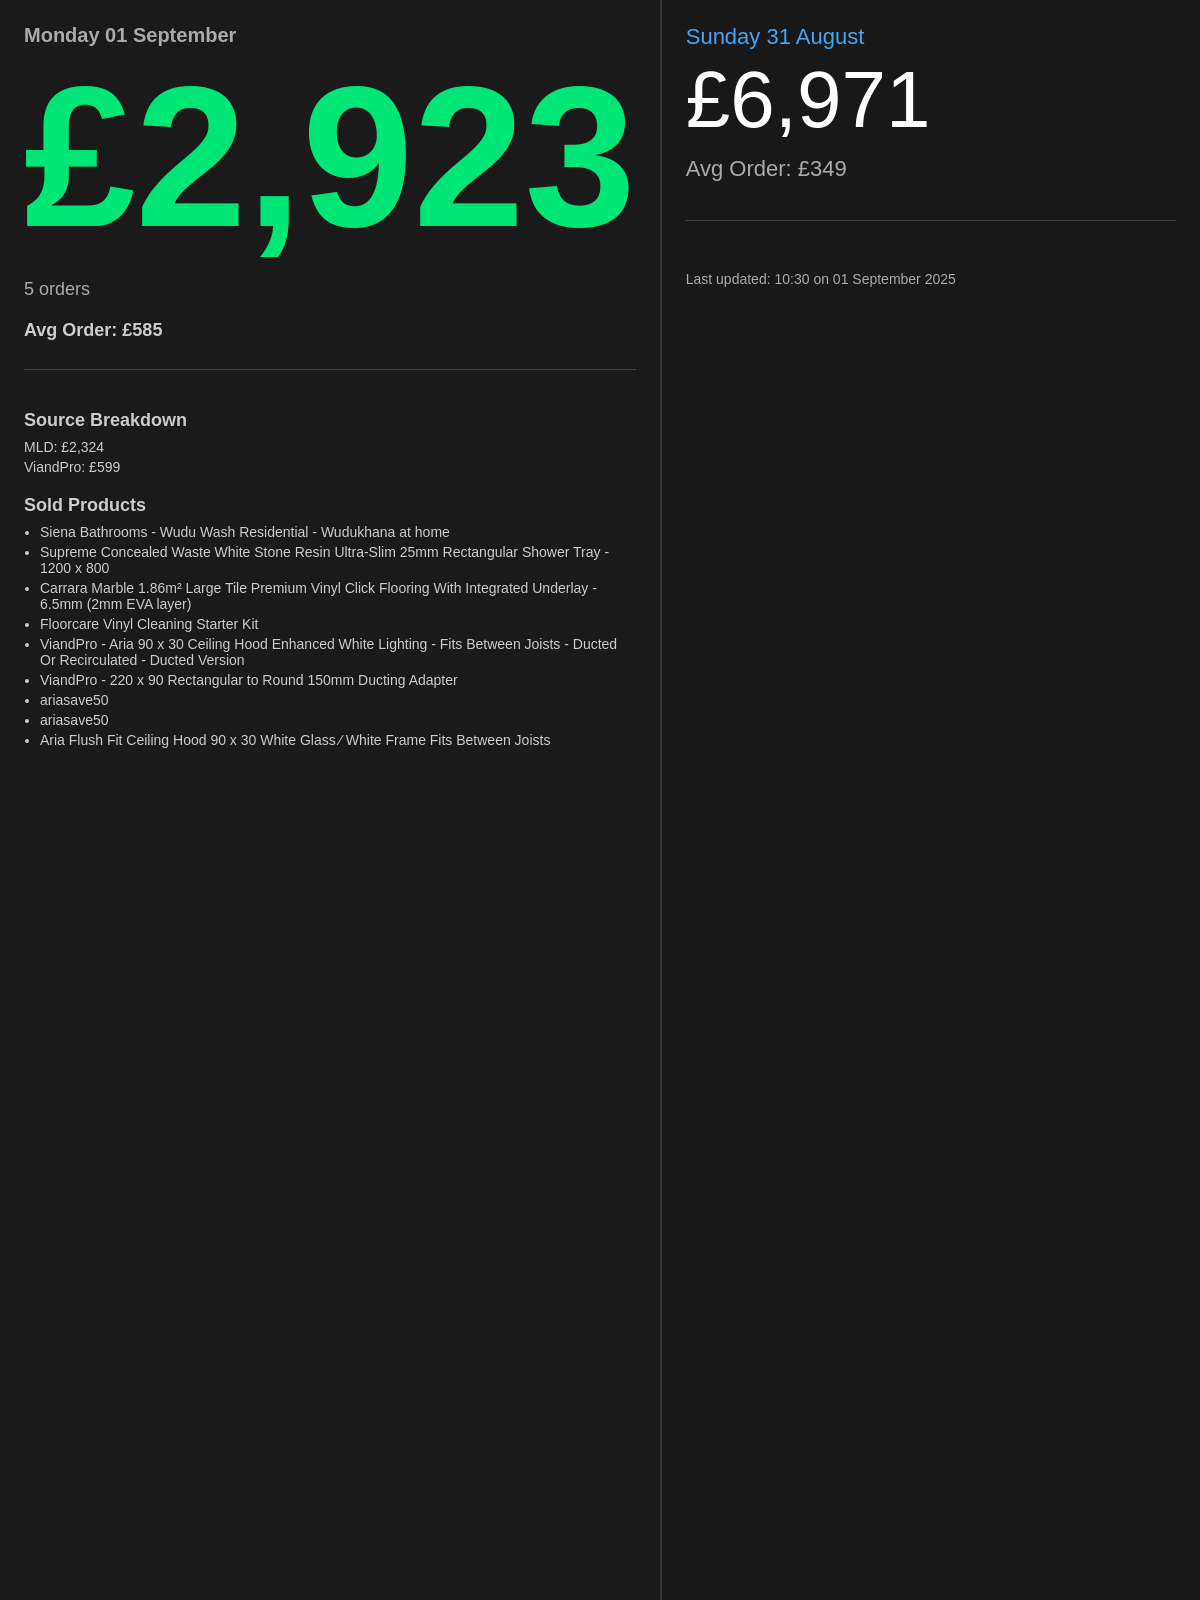 Monday 01 September
£2,923
5 orders
Avg Order: £585
Source Breakdown
MLD: £2,324
ViandPro: £599
Sold Products
• Siena Bathrooms - Wudu Wash Residential - Wudukhana at home
• Supreme Concealed Waste White Stone Resin Ultra-Slim 25mm Rectangular Shower Tray -
1200 x 800
• Carrara Marble 1.86m² Large Tile Premium Vinyl Click Flooring With Integrated Underlay -
6.5mm (2mm EVA layer)
• Floorcare Vinyl Cleaning Starter Kit
• ViandPro - Aria 90 x 30 Ceiling Hood Enhanced White Lighting - Fits Between Joists - Ducted
Or Recirculated - Ducted Version
• ViandPro - 220 x 90 Rectangular to Round 150mm Ducting Adapter
• ariasave50
• ariasave50
• Aria Flush Fit Ceiling Hood 90 x 30 White Glass ⁄ White Frame Fits Between Joists
Sunday 31 August
£6,971
Avg Order: £349
Last updated: 10:30 on 01 September 2025